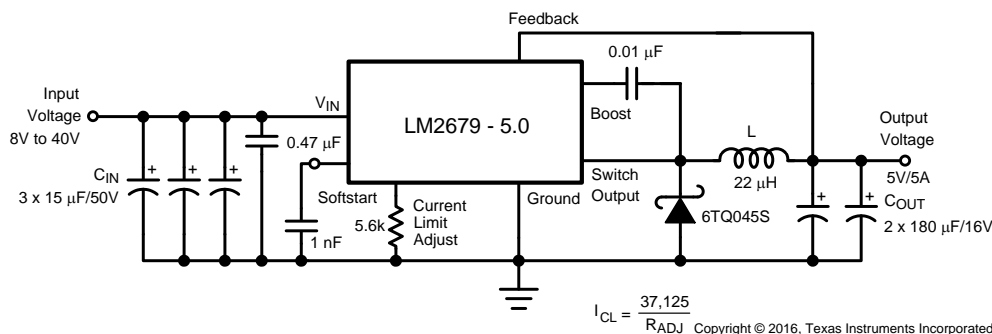 Feedback
0.01 μF
Input
Voltage
8V to 40V
V_IN
LM2679 - 5.0
Boost
L
22 μH
Output
Voltage
5V/5A
0.47 μF
C_IN
3 x 15 μF/50V
+
+
+
Softstart
1 nF
5.6k
Current
Limit
Adjust
Ground
Switch
Output
6TQ045S
+
+
C_OUT
2 x 180 μF/16V
I_CL = 37,125
R_ADJ
Copyright © 2016, Texas Instruments Incorporated